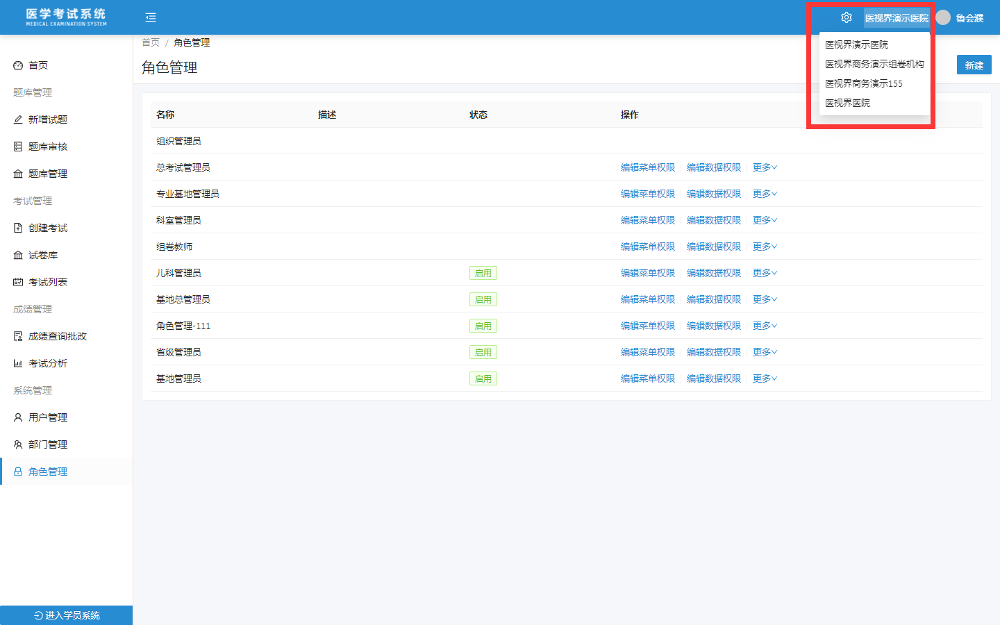 医学考试系统
MEDICAL EXAMINATION SYSTEM
医视界演示医院
鲁会濮
医视界演示医院
医视界商务演示组卷机构
医视界商务演示155
医视界医院
首页 / 角色管理
角色管理
新建
首页
题库管理
新增试题
题库审核
题库管理
考试管理
创建考试
试卷库
考试列表
成绩管理
成绩查询批改
考试分析
系统管理
用户管理
部门管理
角色管理
进入学员系统
名称 描述 状态 操作
组织管理员
总考试管理员 编辑菜单权限 编辑数据权限 更多
专业基地管理员 编辑菜单权限 编辑数据权限 更多
科室管理员 编辑菜单权限 编辑数据权限 更多
组卷教师 编辑菜单权限 编辑数据权限 更多
儿科管理员 启用 编辑菜单权限 编辑数据权限 更多
基地总管理员 启用 编辑菜单权限 编辑数据权限 更多
角色管理-111 启用 编辑菜单权限 编辑数据权限 更多
省级管理员 启用 编辑菜单权限 编辑数据权限 更多
基地管理员 启用 编辑菜单权限 编辑数据权限 更多